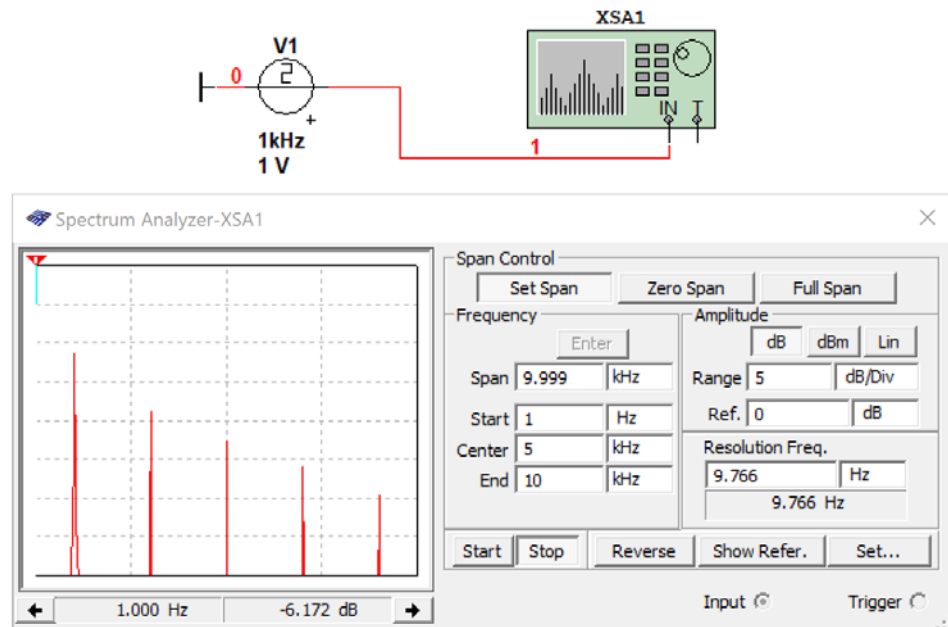 XSA1
V1
0
2
+
IN T
1kHz
1 V
1
Spectrum Analyzer-XSA1
Span Control
Set Span Zero Span Full Span
Frequency
Enter
Span 9.999 kHz
Start 1 Hz
Center 5 kHz
End 10 kHz
Amplitude
dB dBm Lin
Range 5 dB/Div
Ref. 0 dB
Resolution Freq.
9.766 Hz
9.766 Hz
Start Stop Reverse Show Refer. Set...
1.000 Hz -6.172 dB
Input Trigger